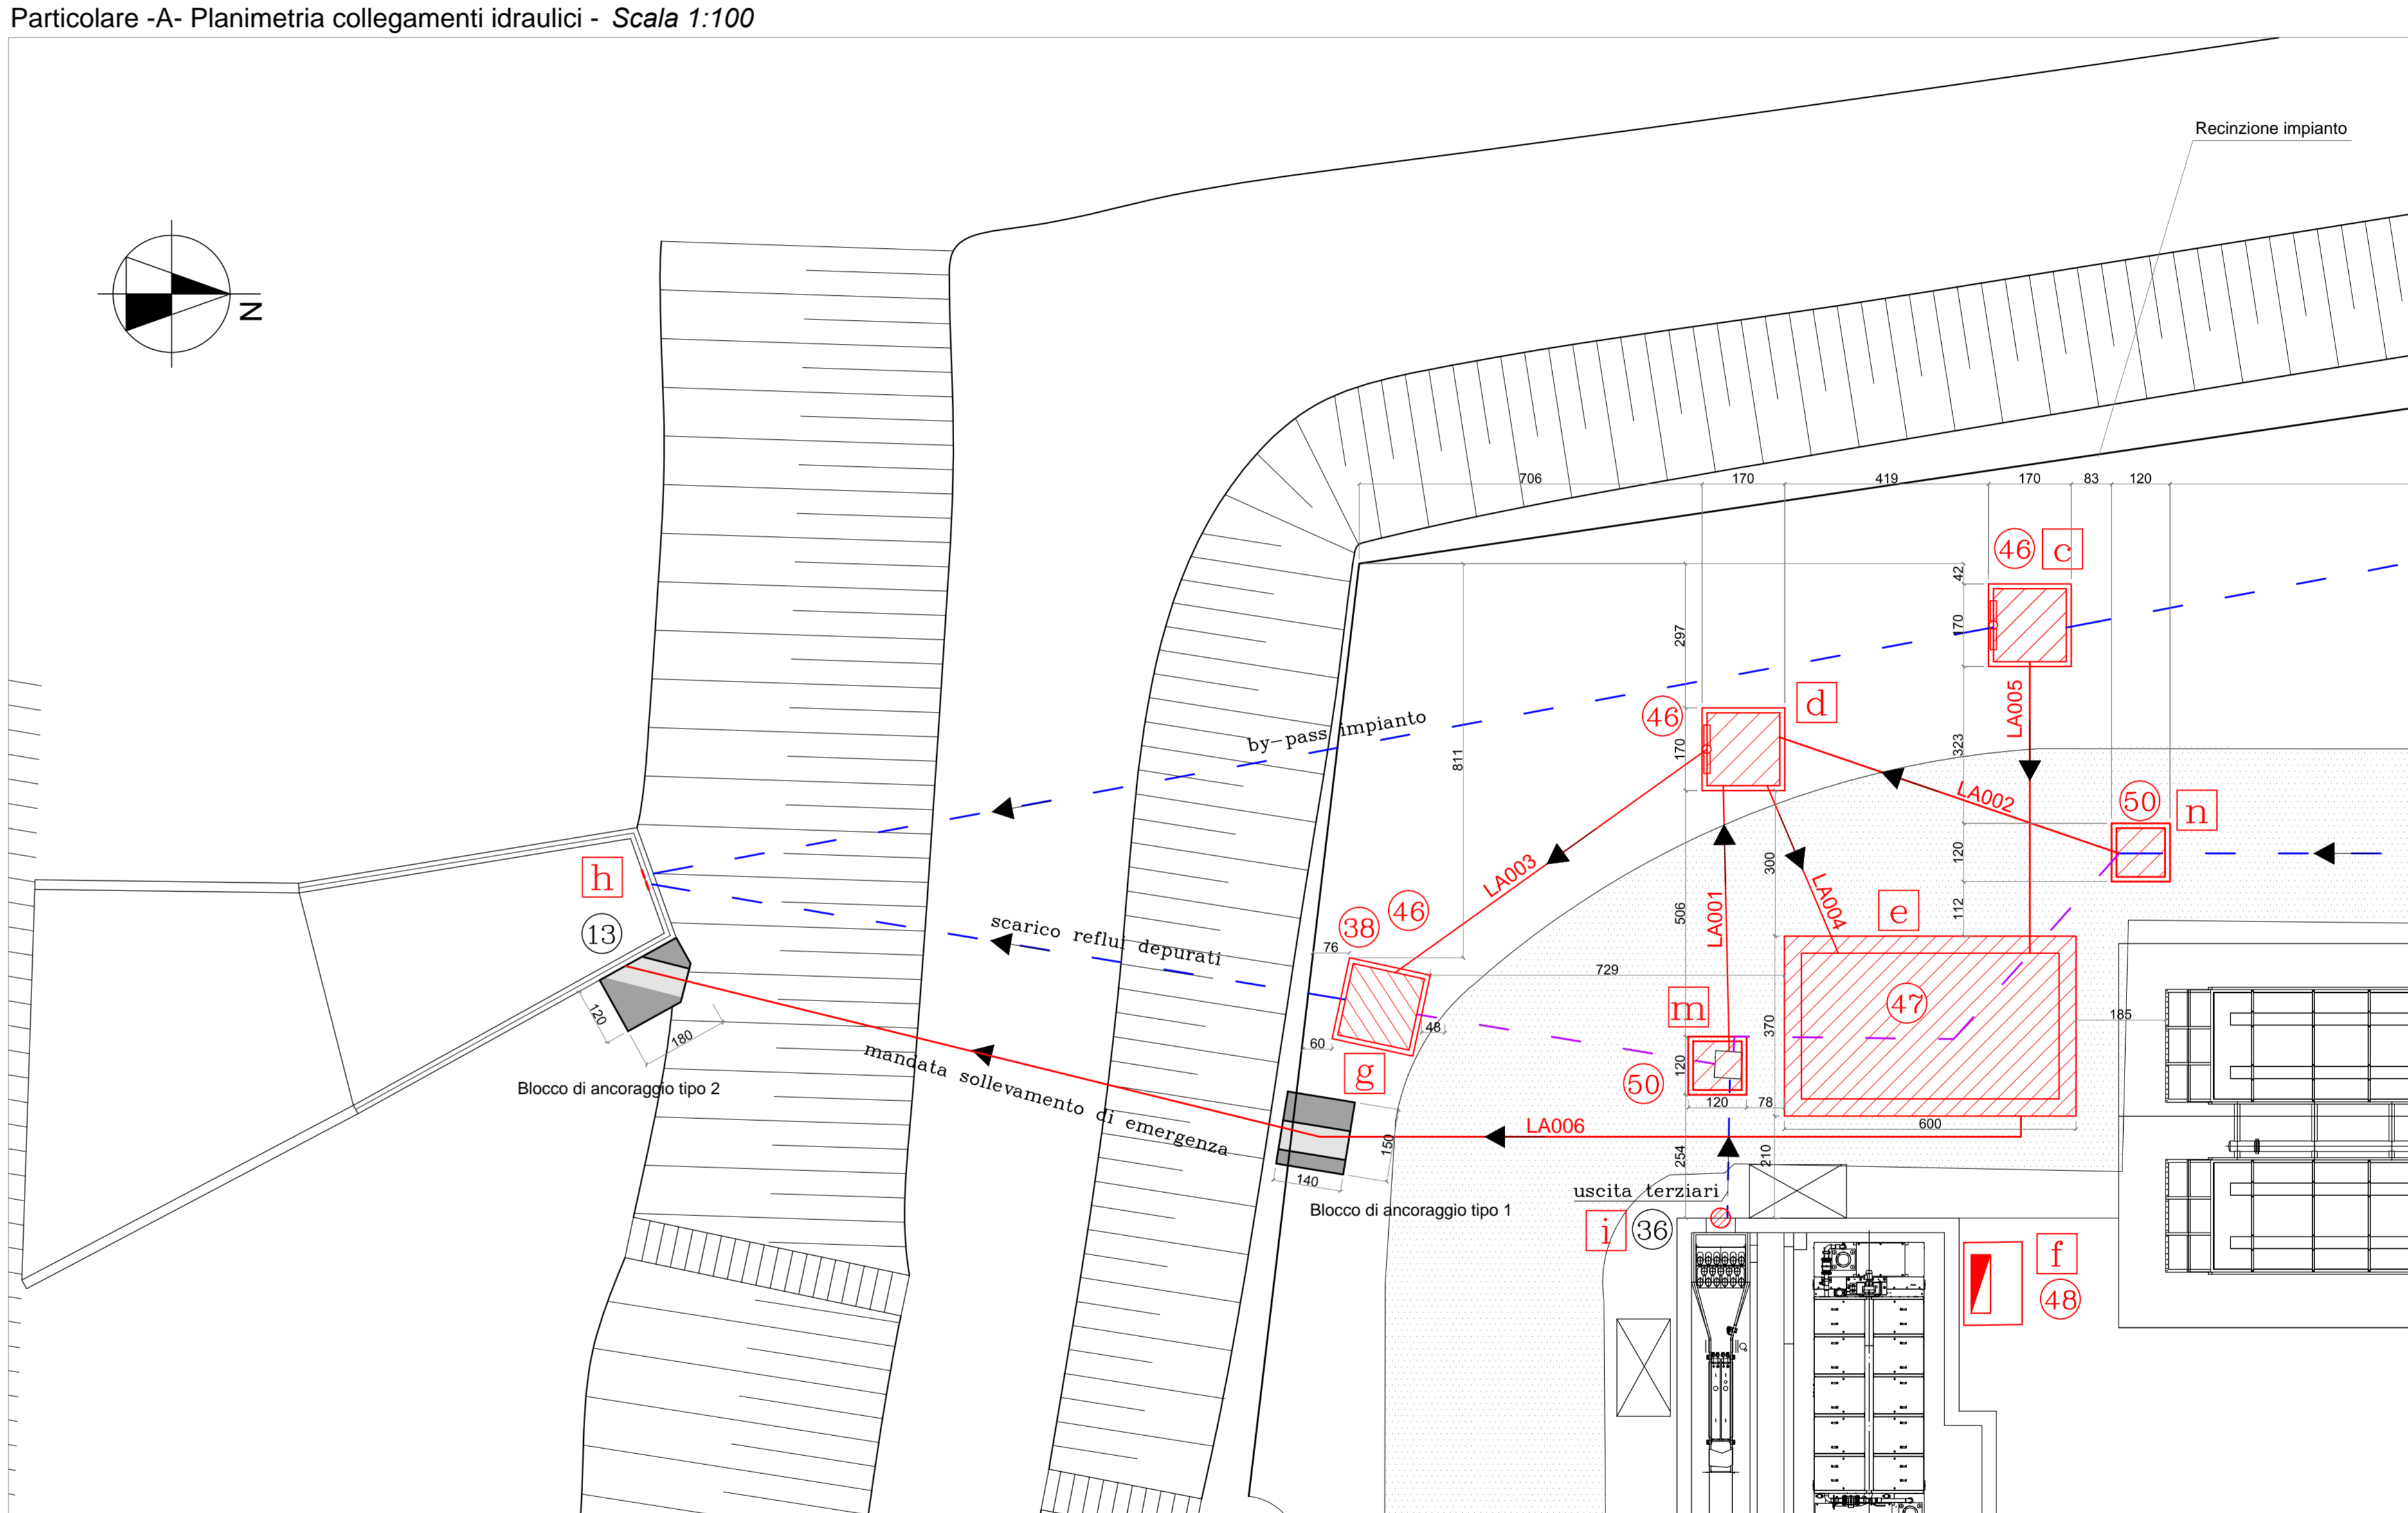 Particolare -A- Planimetria collegamenti idraulici - Scala 1:100
Recinzione impianto
N
706
170
419
170
83
120
46
c
42
170
297
LA005
46
d
by-pass impianto
170
811
323
LA002
50
n
300
120
LA003
h
13
LA004
LA001
506
e
112
38
46
scarico reflui depurati
76
729
m
47
185
370
48
60
g
120
180
mandata sollevamento di emergenza
Blocco di ancoraggio tipo 2
50
120
120
78
600
LA006
150
254
210
140
uscita terziari
Blocco di ancoraggio tipo 1
i
36
f
48